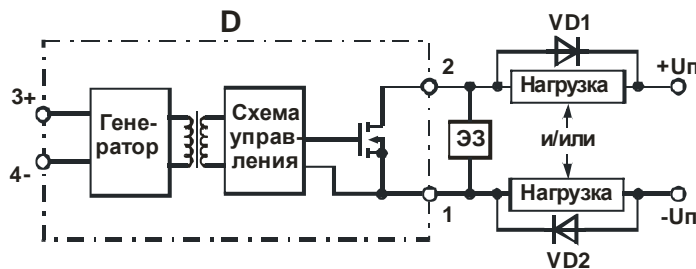 D
VD1
2
+Uп
3+
Гене-
ратор
Схема
управ
ления
Нагрузка
ЭЗ
и/или
4-
Нагрузка
1
-Uп
VD2